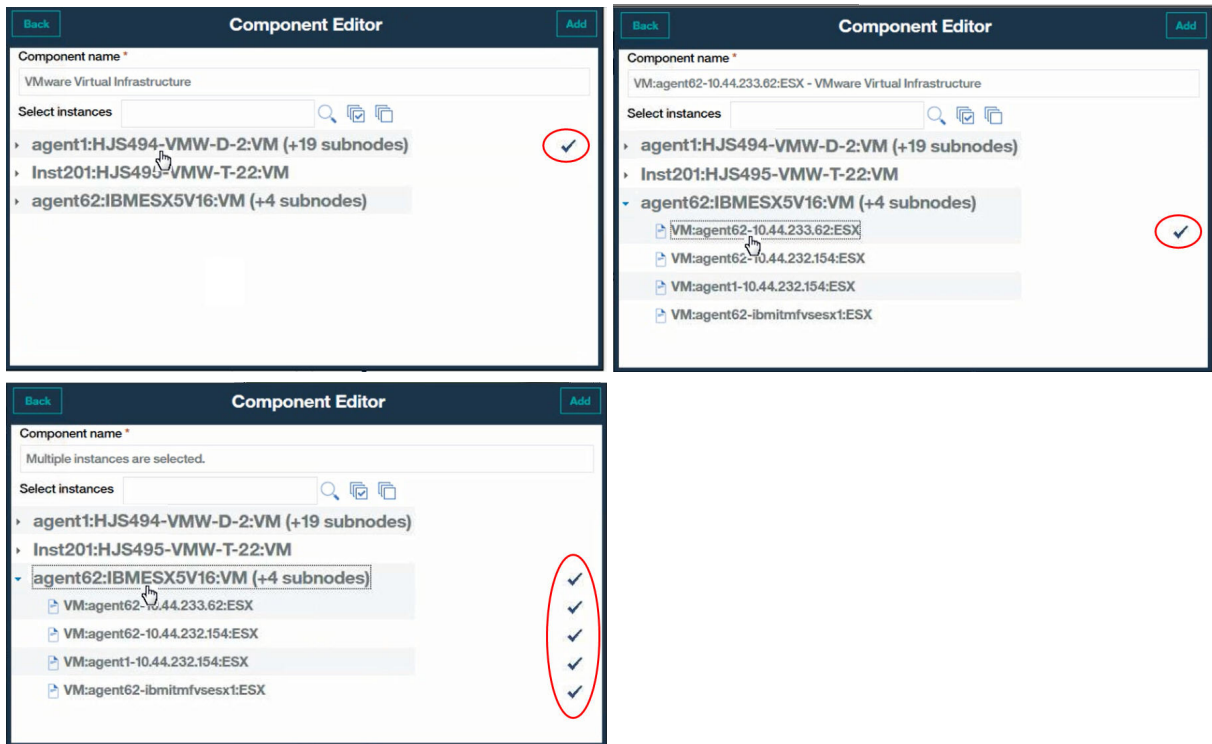 Back Component Editor Add
Component name *
VMware Virtual Infrastructure
Select instances
agent1:HJS494-VMW-D-2:VM (+19 subnodes)
Inst201:HJS495-VMW-T-22:VM
agent62:IBMESX5V16:VM (+4 subnodes)
Back Component Editor Add
Component name *
VM:agent62-10.44.233.62:ESX - VMware Virtual Infrastructure
Select instances
agent1:HJS494-VMW-D-2:VM (+19 subnodes)
Inst201:HJS495-VMW-T-22:VM
agent62:IBMESX5V16:VM (+4 subnodes)
VM:agent62-10.44.233.62:ESX
VM:agent62-10.44.232.154:ESX
VM:agent1-10.44.232.154:ESX
VM:agent62-ibmitmfvsesx1:ESX
Back Component Editor Add
Component name *
Multiple instances are selected.
Select instances
agent1:HJS494-VMW-D-2:VM (+19 subnodes)
Inst201:HJS495-VMW-T-22:VM
agent62:IBMESX5V16:VM (+4 subnodes)
VM:agent62-10.44.233.62:ESX
VM:agent62-10.44.232.154:ESX
VM:agent1-10.44.232.154:ESX
VM:agent62-ibmitmfvsesx1:ESX